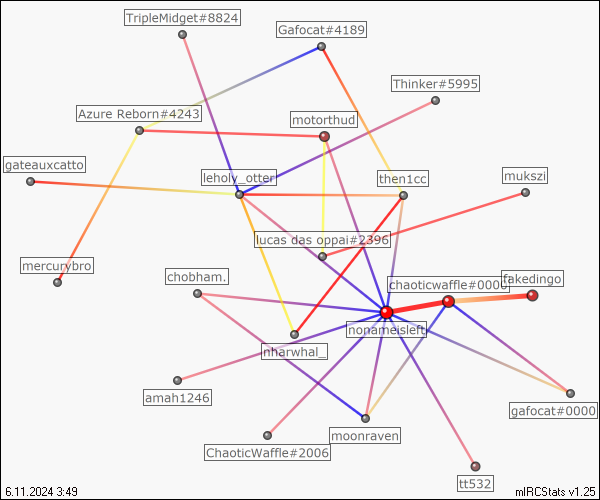 TripleMidget#8824
Gafocat#4189
Thinker#5995
Azure Reborn#4243
motorthud
gateauxcatto
leholy_otter
then1cc
mukszi
lucas das oppai#2396
mercurybro
chobham.
chaoticwaffle#0000
fakedingo
nonameisleft
nharwhal_
amah1246
gafocat#0000
moonraven
ChaoticWaffle#2006
tt532
6.11.2024 3:49
mIRCStats v1.25